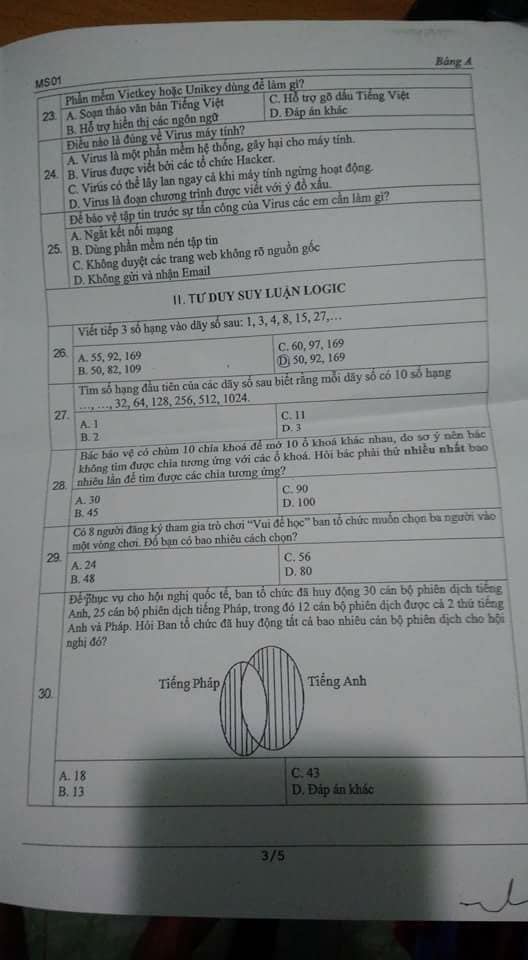 Bảng A
MS01
23.
Phần mềm Vietkey hoặc Unikey dùng để làm gì?
A. Soạn thảo văn bản Tiếng Việt
C. Hỗ trợ gõ dấu Tiếng Việt
B. Hỗ trợ hiển thị các ngôn ngữ
D. Đáp án khác
24.
Điều nào là đúng về Virus máy tính?
A. Virus là một phần mềm hệ thống, gây hại cho máy tính.
B. Virus được viết bởi các tổ chức Hacker.
C. Virus có thể lây lan ngay cả khi máy tính ngừng hoạt động.
D. Virus là đoạn chương trình được viết với ý đồ xấu.
25.
Để bảo vệ tập tin trước sự tấn công của Virus các em cần làm gì?
A. Ngắt kết nối mạng
B. Dùng phần mềm nén tập tin
C. Không duyệt các trang web không rõ nguồn gốc
D. Không gửi và nhận Email
II. TƯ DUY SUY LUẬN LOGIC
26.
Viết tiếp 3 số hạng vào dãy số sau: 1, 3, 4, 8, 15, 27,…
A. 55, 92, 169
C. 60, 97, 169
B. 50, 82, 109
D. 50, 92, 169
27.
Tìm số hạng đầu tiên của các dãy số sau biết rằng mỗi dãy số có 10 số hạng
…, …, 32, 64, 128, 256, 512, 1024.
A. 1
C. 11
B. 2
D. 3
28.
Bác bảo vệ có chùm 10 chìa khoá để mở 10 ổ khoá khác nhau, do sơ ý nên bác
không tìm được chìa tương ứng với các ổ khoá. Hỏi bác phải thử nhiều nhất bao
nhiêu lần để tìm được các chìa tương ứng?
A. 30
C. 90
B. 45
D. 100
29.
Có 8 người đăng ký tham gia trò chơi “Vui để học” ban tổ chức muốn chọn ba người vào
một vòng chơi. Đố bạn có bao nhiêu cách chọn?
A. 24
C. 56
B. 48
D. 80
30.
Để phục vụ cho hội nghị quốc tế, ban tổ chức đã huy động 30 cán bộ phiên dịch tiếng
Anh, 25 cán bộ phiên dịch tiếng Pháp, trong đó 12 cán bộ phiên dịch được cả 2 thứ tiếng
Anh và Pháp. Hỏi Ban tổ chức đã huy động tất cả bao nhiêu cán bộ phiên dịch cho hội
nghị đó?
Tiếng Pháp
Tiếng Anh
A. 18
C. 43
B. 13
D. Đáp án khác
3/5